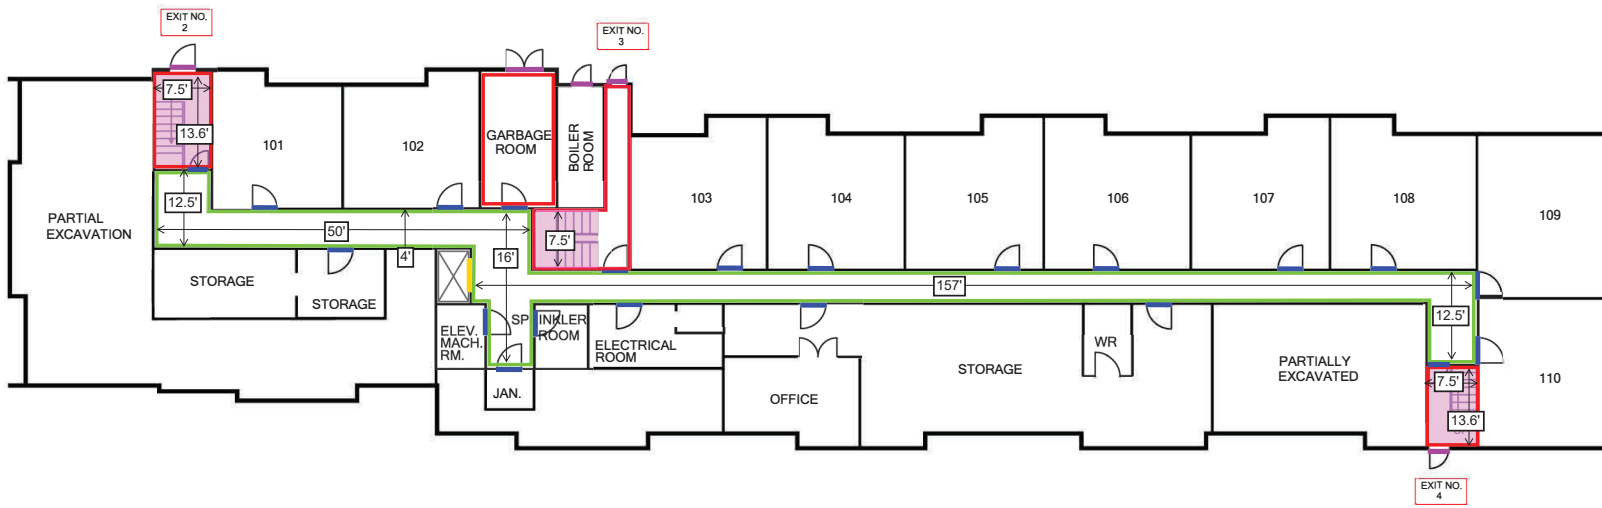 EXIT NO.
2
EXIT NO.
3
7.5'
13.6'
101
102
GARBAGE
ROOM
BOILER
ROOM
103
104
105
106
107
108
109
12.5'
PARTIAL
EXCAVATION
50'
4'
16'
7.5'
157'
STORAGE
STORAGE
ELEV.
MACH.
RM.
SPRINKLER
ROOM
ELECTRICAL
ROOM
JAN.
OFFICE
STORAGE
WR
PARTIALLY
EXCAVATED
12.5'
7.5'
13.6'
110
EXIT NO.
4